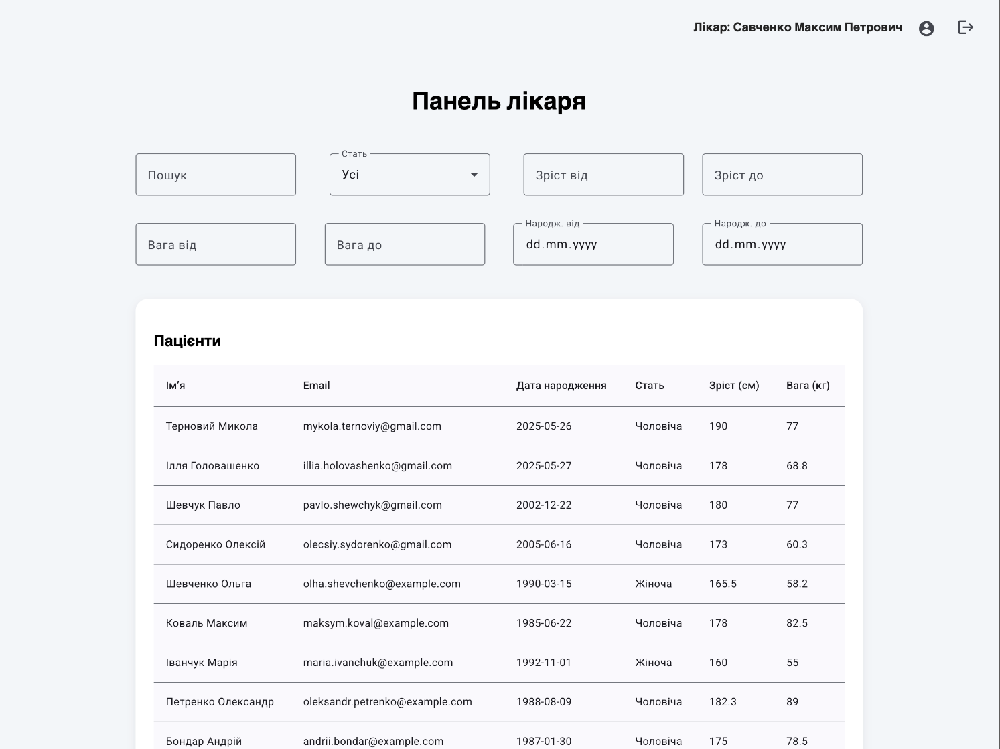 Лікар: Савченко Максим Петрович
Панель лікаря
Пошук
Стать
Усі
Зріст від
Зріст до
Вага від
Вага до
Народж. від
dd.mm.yyyy
Народж. до
dd.mm.yyyy
Пацієнти
Ім’я Email Дата народження Стать Зріст (см) Вага (кг)
Терновий Микола mykola.ternoviy@gmail.com 2025-05-26 Чоловіча 190 77
Ілля Головашенко illia.holovashenko@gmail.com 2025-05-27 Чоловіча 178 68.8
Шевчук Павло pavlo.shewchyk@gmail.com 2002-12-22 Чоловіча 180 77
Сидоренко Олексій olecsiy.sydorenko@gmail.com 2005-06-16 Чоловіча 173 60.3
Шевченко Ольга olha.shevchenko@example.com 1990-03-15 Жіноча 165.5 58.2
Коваль Максим maksym.koval@example.com 1985-06-22 Чоловіча 178 82.5
Іванчук Марія maria.ivanchuk@example.com 1992-11-01 Жіноча 160 55
Петренко Олександр oleksandr.petrenko@example.com 1988-08-09 Чоловіча 182.3 89
Бондар Андрій andrii.bondar@example.com 1987-01-30 Чоловіча 175 78.5